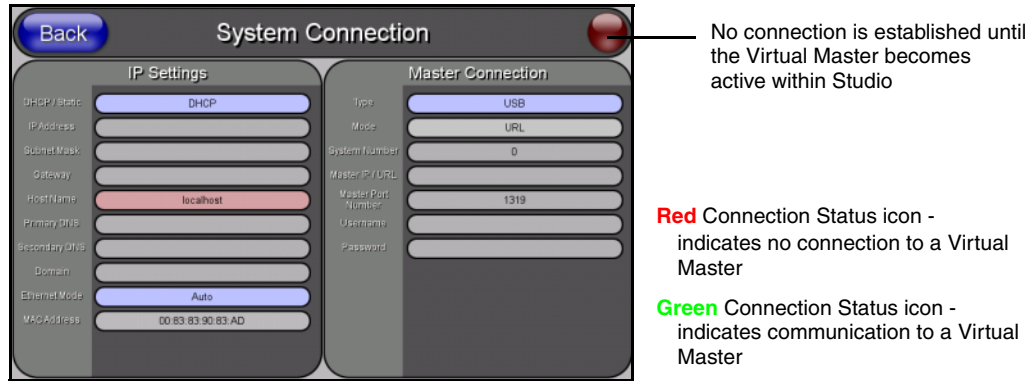 Back
System Connection
No connection is established until
the Virtual Master becomes
active within Studio
IP Settings
DHCP / Static
DHCP
IP Address
Subnet Mask
Gateway
Host Name
localhost
Primary DNS
Secondary DNS
Domain
Ethernet Mode
Auto
MAC Address
00:83:83:90:83:AD
Master Connection
Type
USB
Mode
URL
System Number
0
Master IP / URL
Master Port
Number
1319
Username
Password
Red Connection Status icon -
indicates no connection to a Virtual
Master
Green Connection Status icon -
indicates communication to a Virtual
Master